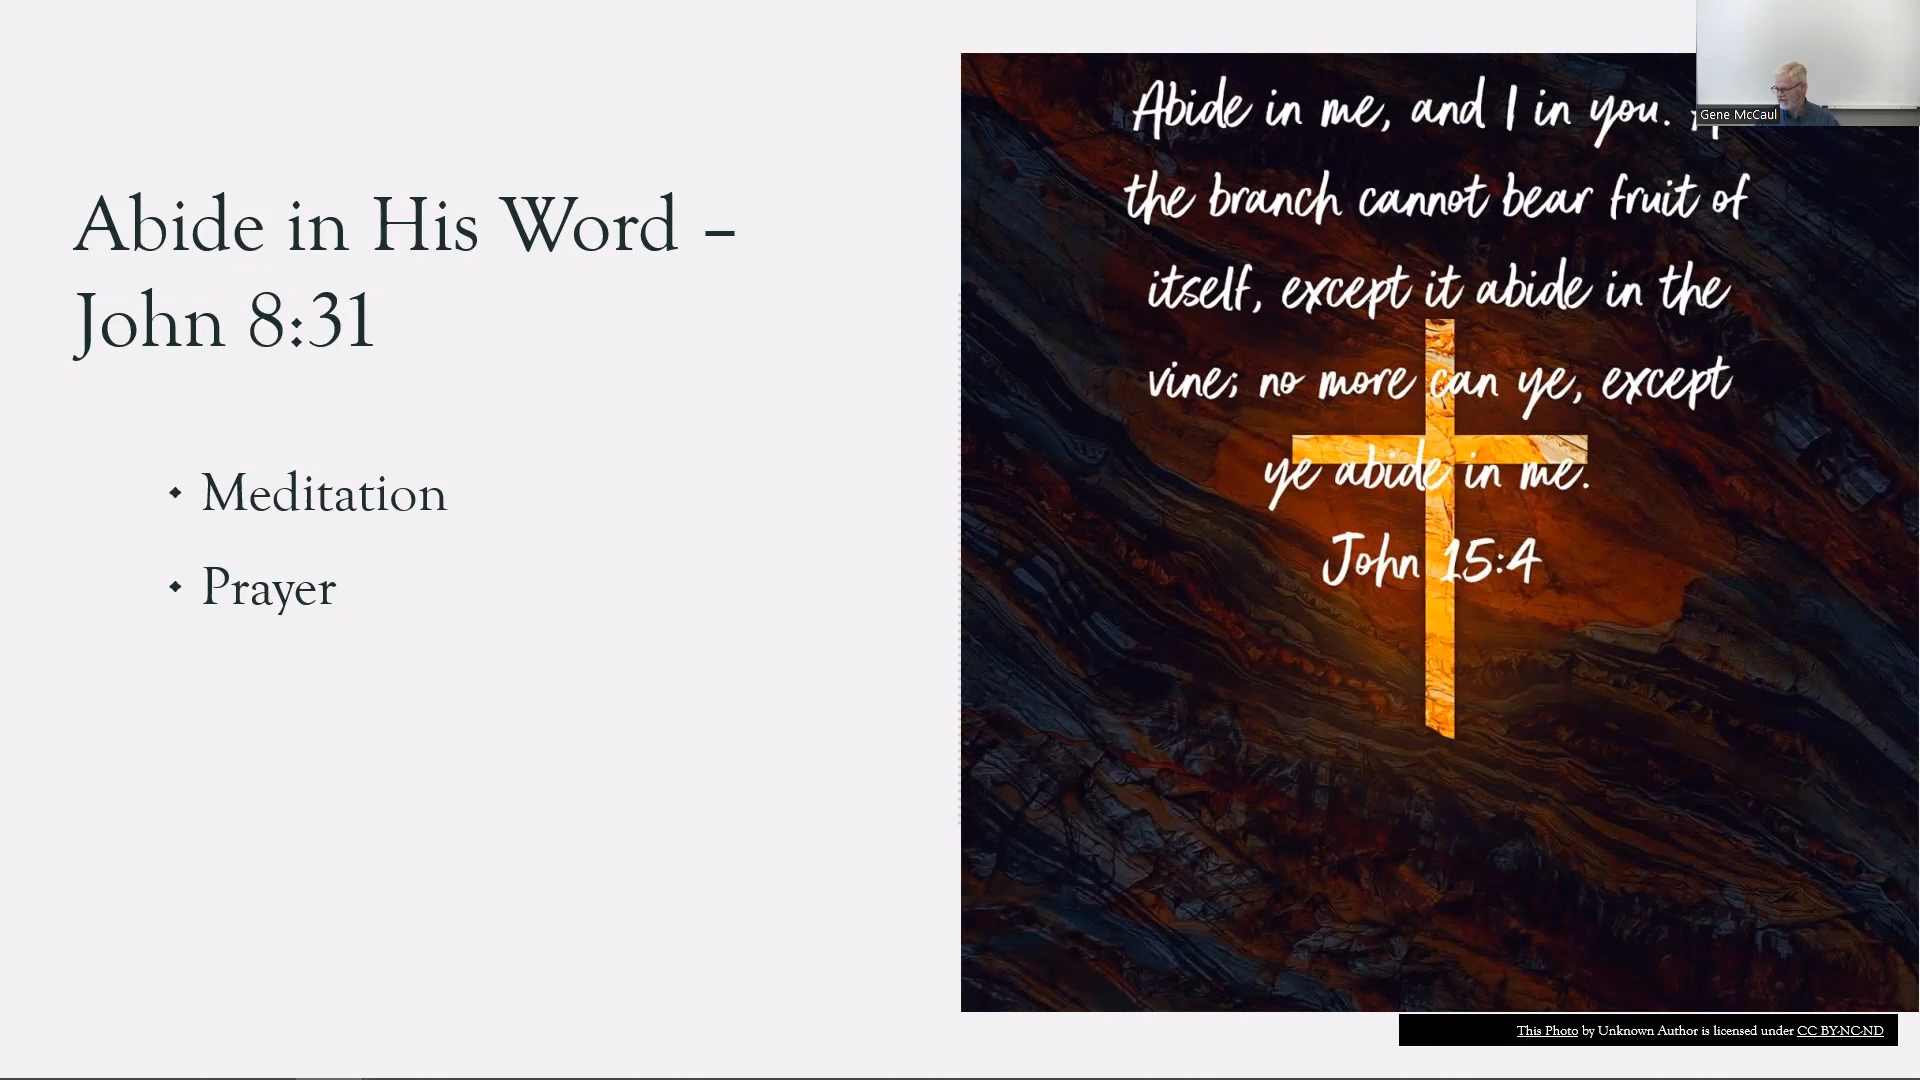 Abide in His Word –
John 8:31
Meditation
Prayer
Abide in me, and I in you.
the branch cannot bear fruit of
itself, except it abide in the
vine; no more can ye, except
ye abide in me.
John 15:4
Gene McCaul
This Photo by Unknown Author is licensed under CC BY-NC-ND